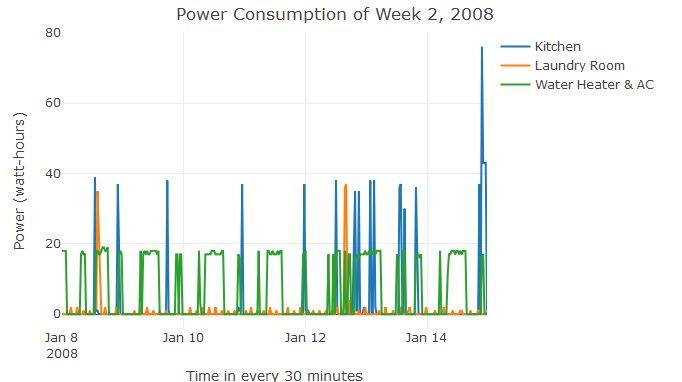 Power Consumption of Week 2, 2008
80
60
40
20
0
Power (watt-hours)
Kitchen
Laundry Room
Water Heater & AC
Jan 8
2008
Jan 10
Jan 12
Jan 14
Time in every 30 minutes